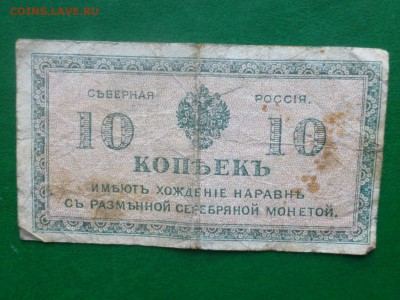 COINS.LAVE.RU
СѢВЕРНАЯ РОССІЯ.
10 10
КОПѢЕКЪ
ИМѢЮТЪ ХОЖДЕНІЕ НАРАВНѢ
СЪ РАЗМѢННОЙ СЕРЕБРЯНОЙ МОНЕТОЙ.